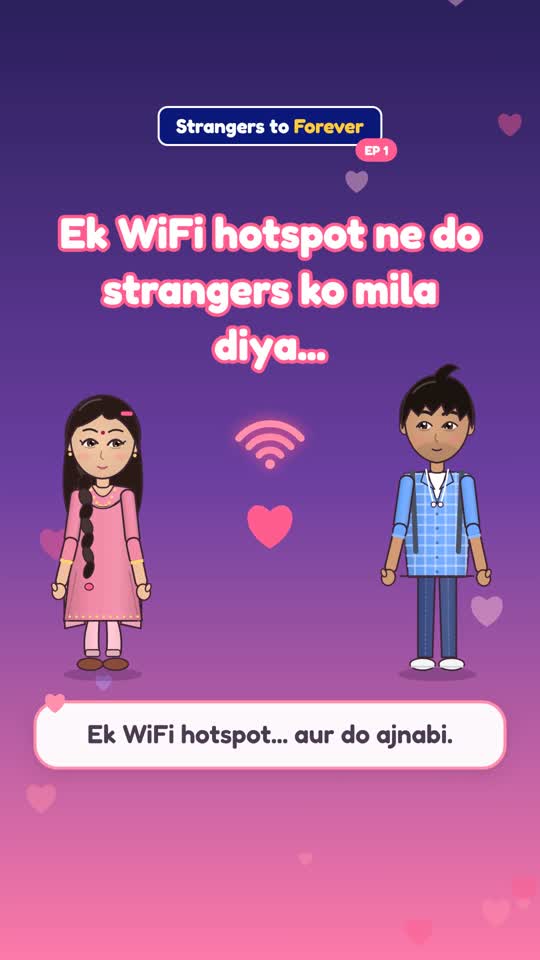 Strangers to Forever
EP 1
Ek WiFi hotspot ne do
strangers ko mila
diya...
Ek WiFi hotspot... aur do ajnabi.